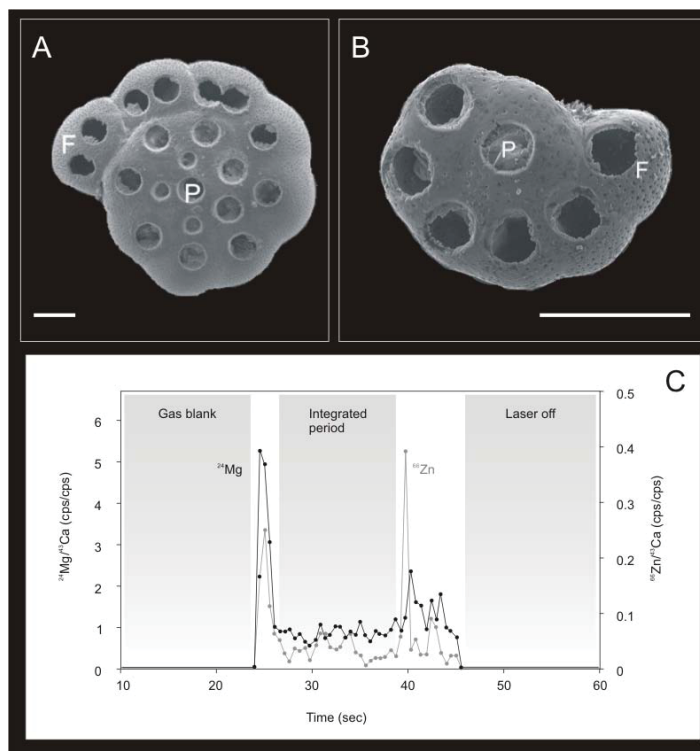 A
F
P
B
P
F
C
Gas blank
Integrated
period
Laser off
²⁴Mg
⁶⁶Zn
²⁴Mg/⁴³Ca (cps/cps)
6
5
4
3
2
1
0
0.5
0.4
0.3
0.2
0.1
0
⁶⁶Zn/⁴³Ca (cps/cps)
10 20 30 40 50 60
Time (sec)